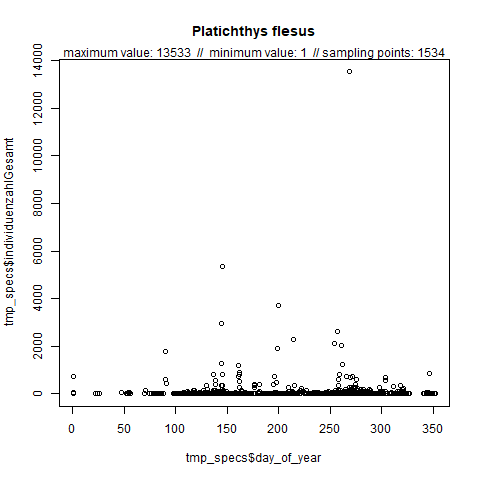 Platichthys flesus
maximum value: 13533 // minimum value: 1 // sampling points: 1534
tmp_specs$individuenzahlGesamt
14000
12000
10000
8000
6000
4000
2000
0
0 50 100 150 200 250 300 350
tmp_specs$day_of_year